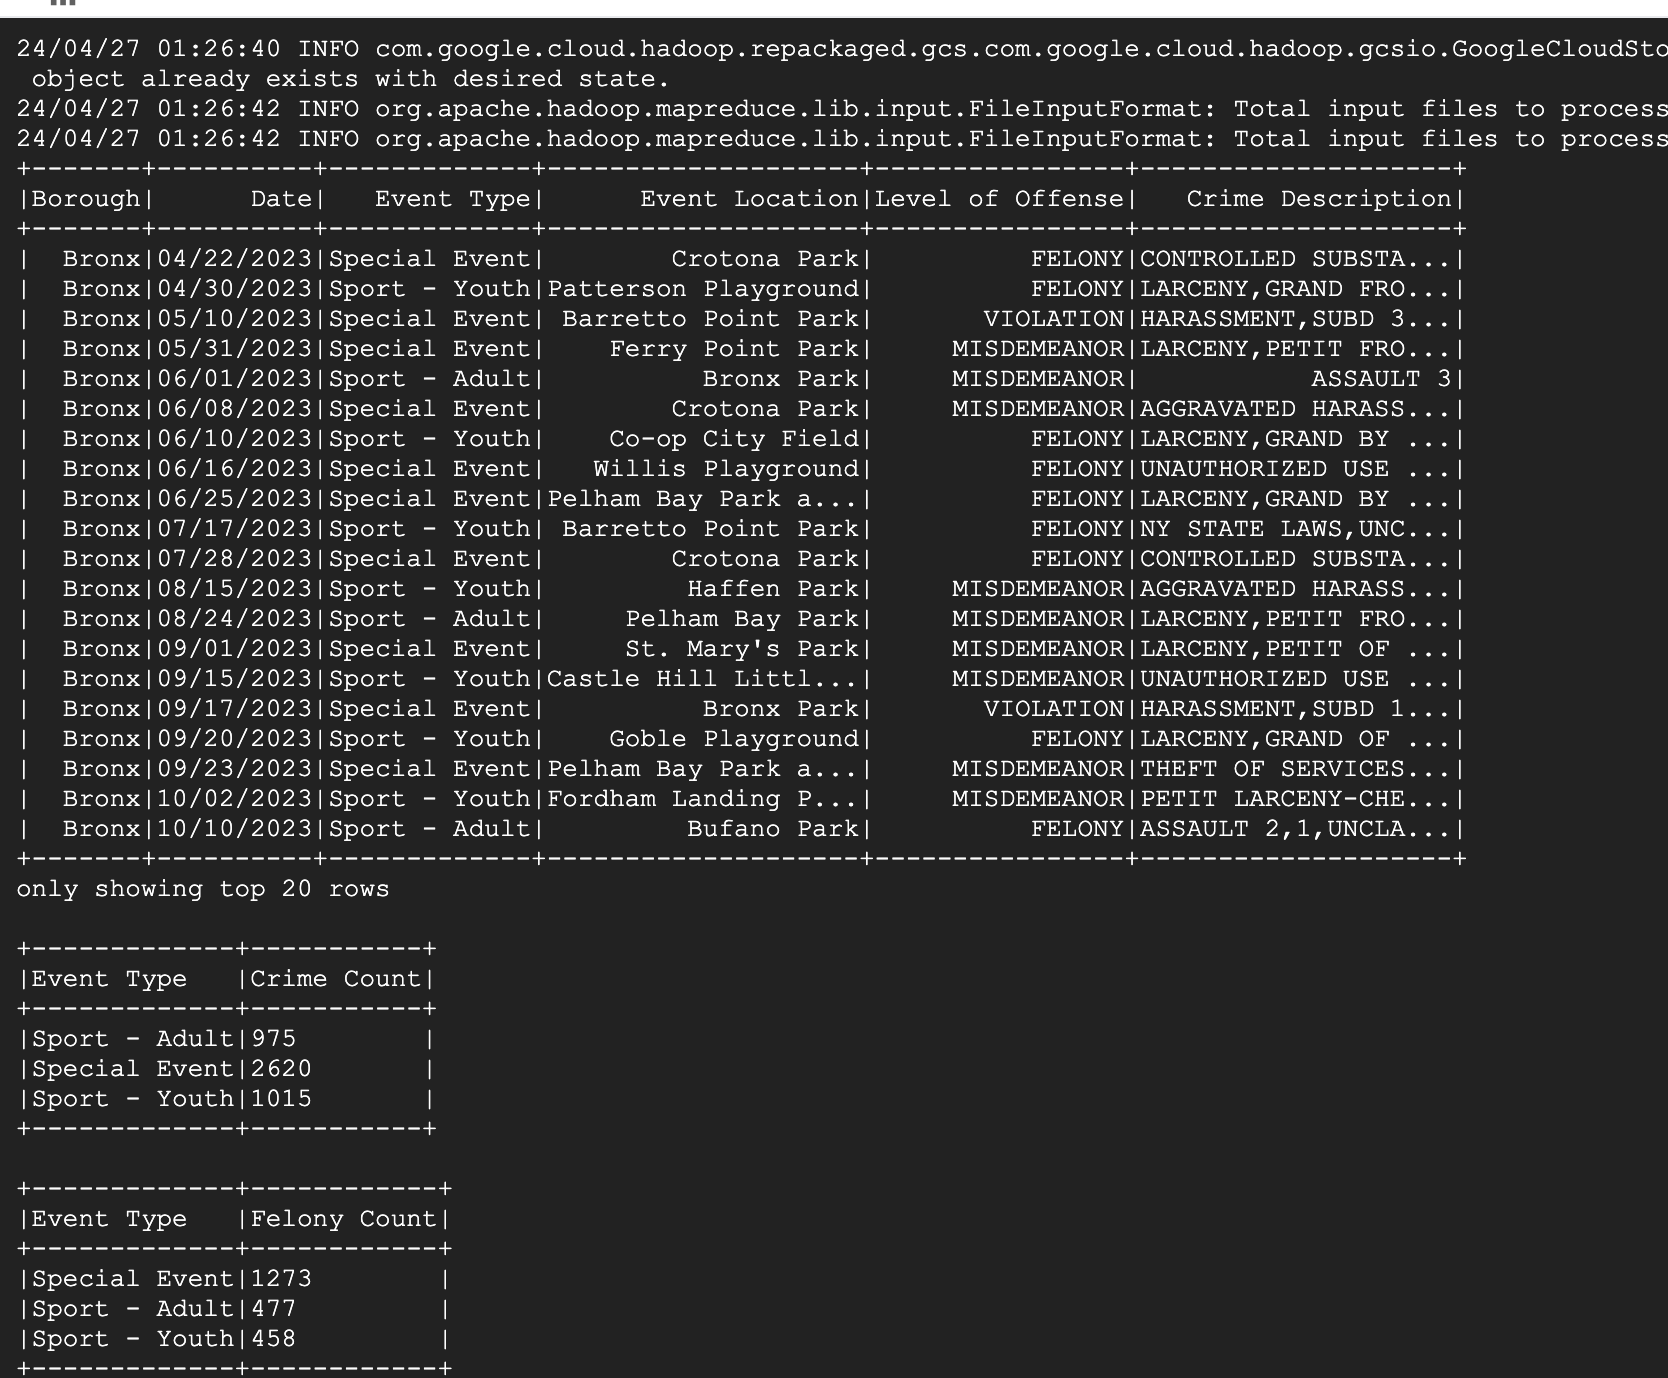 24/04/27 01:26:40 INFO com.google.cloud.hadoop.repackaged.gcs.com.google.cloud.hadoop.gcsio.GoogleCloudSto
 object already exists with desired state.
24/04/27 01:26:42 INFO org.apache.hadoop.mapreduce.lib.input.FileInputFormat: Total input files to process
24/04/27 01:26:42 INFO org.apache.hadoop.mapreduce.lib.input.FileInputFormat: Total input files to process
+-------+----------+-------------+--------------------+----------------+--------------------+
|Borough|      Date|   Event Type|      Event Location|Level of Offense|   Crime Description|
+-------+----------+-------------+--------------------+----------------+--------------------+
|  Bronx|04/22/2023|Special Event|        Crotona Park|          FELONY|CONTROLLED SUBSTA...|
|  Bronx|04/30/2023|Sport - Youth|Patterson Playground|          FELONY|LARCENY,GRAND FRO...|
|  Bronx|05/10/2023|Special Event| Barretto Point Park|       VIOLATION|HARASSMENT,SUBD 3...|
|  Bronx|05/31/2023|Special Event|    Ferry Point Park|     MISDEMEANOR|LARCENY,PETIT FRO...|
|  Bronx|06/01/2023|Sport - Adult|          Bronx Park|     MISDEMEANOR|           ASSAULT 3|
|  Bronx|06/08/2023|Special Event|        Crotona Park|     MISDEMEANOR|AGGRAVATED HARASS...|
|  Bronx|06/10/2023|Sport - Youth|    Co-op City Field|          FELONY|LARCENY,GRAND BY ...|
|  Bronx|06/16/2023|Special Event|   Willis Playground|          FELONY|UNAUTHORIZED USE ...|
|  Bronx|06/25/2023|Special Event|Pelham Bay Park a...|          FELONY|LARCENY,GRAND BY ...|
|  Bronx|07/17/2023|Sport - Youth| Barretto Point Park|          FELONY|NY STATE LAWS,UNC...|
|  Bronx|07/28/2023|Special Event|        Crotona Park|          FELONY|CONTROLLED SUBSTA...|
|  Bronx|08/15/2023|Sport - Youth|         Haffen Park|     MISDEMEANOR|AGGRAVATED HARASS...|
|  Bronx|08/24/2023|Sport - Adult|     Pelham Bay Park|     MISDEMEANOR|LARCENY,PETIT FRO...|
|  Bronx|09/01/2023|Special Event|     St. Mary's Park|     MISDEMEANOR|LARCENY,PETIT OF ...|
|  Bronx|09/15/2023|Sport - Youth|Castle Hill Littl...|     MISDEMEANOR|UNAUTHORIZED USE ...|
|  Bronx|09/17/2023|Special Event|          Bronx Park|       VIOLATION|HARASSMENT,SUBD 1...|
|  Bronx|09/20/2023|Sport - Youth|    Goble Playground|          FELONY|LARCENY,GRAND OF ...|
|  Bronx|09/23/2023|Special Event|Pelham Bay Park a...|     MISDEMEANOR|THEFT OF SERVICES...|
|  Bronx|10/02/2023|Sport - Youth|Fordham Landing P...|     MISDEMEANOR|PETIT LARCENY-CHE...|
|  Bronx|10/10/2023|Sport - Adult|         Bufano Park|          FELONY|ASSAULT 2,1,UNCLA...|
+-------+----------+-------------+--------------------+----------------+--------------------+
only showing top 20 rows

+-------------+-----------+
|Event Type   |Crime Count|
+-------------+-----------+
|Sport - Adult|975        |
|Special Event|2620       |
|Sport - Youth|1015       |
+-------------+-----------+

+-------------+------------+
|Event Type   |Felony Count|
+-------------+------------+
|Special Event|1273        |
|Sport - Adult|477         |
|Sport - Youth|458         |
+-------------+------------+